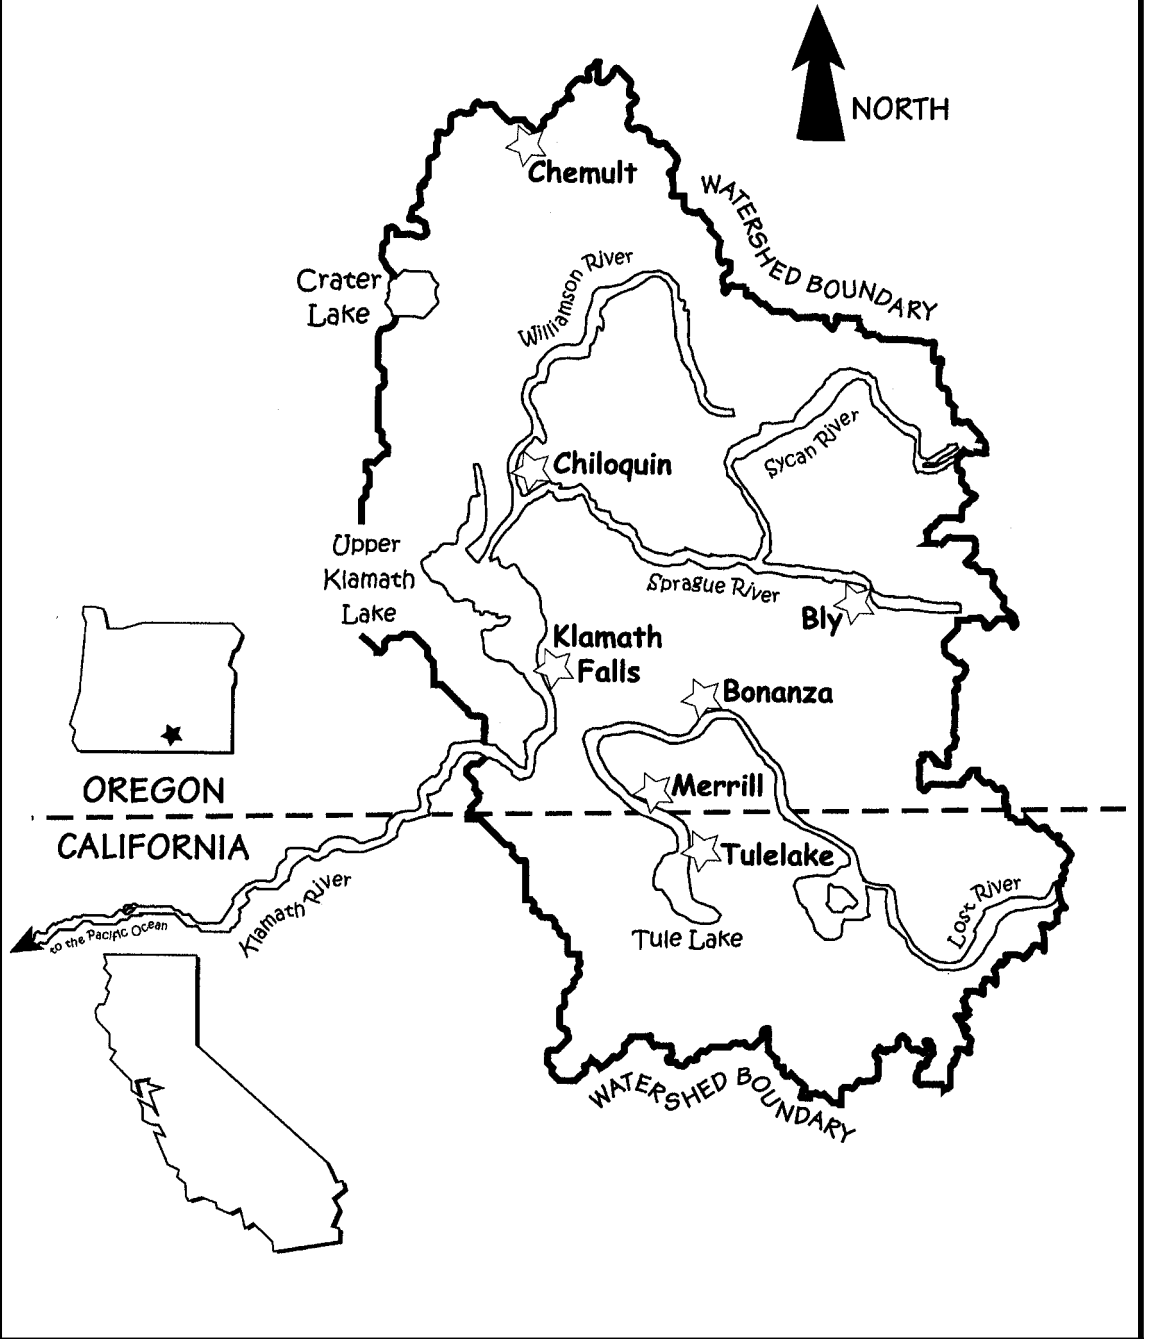 NORTH
Chemult
WATERSHED BOUNDARY
Crater
Lake
Williamson River
Sycan River
Chiloquin
Upper
Klamath
Lake
Sprague River
Bly
Klamath
Falls
Bonanza
Merrill
OREGON
CALIFORNIA
Tulelake
Klamath River
Lost River
to the Pacific Ocean
Tule Lake
WATERSHED BOUNDARY